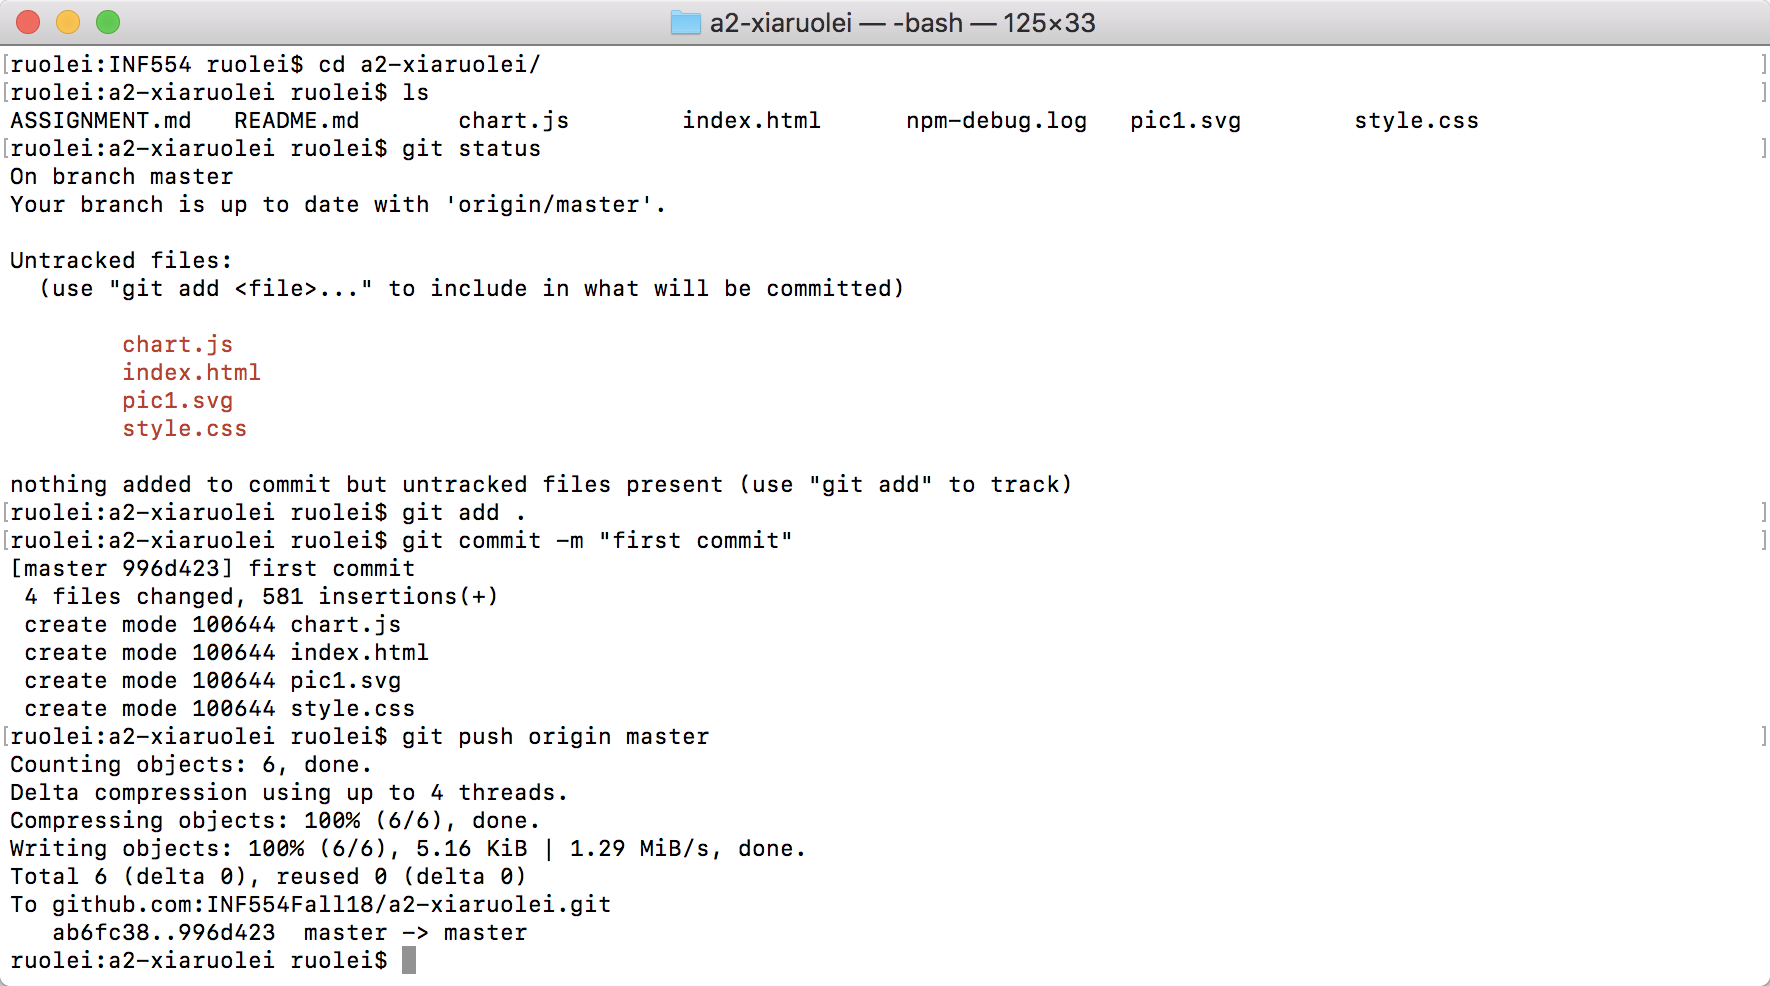 a2-xiaruolei — -bash — 125×33
[ruolei:INF554 ruolei$ cd a2-xiaruolei/ ]
[ruolei:a2-xiaruolei ruolei$ ls ]
ASSIGNMENT.md README.md chart.js index.html npm-debug.log pic1.svg style.css
[ruolei:a2-xiaruolei ruolei$ git status ]
On branch master
Your branch is up to date with 'origin/master'.
Untracked files:
(use "git add <file>..." to include in what will be committed)
chart.js
index.html
pic1.svg
style.css
nothing added to commit but untracked files present (use "git add" to track)
[ruolei:a2-xiaruolei ruolei$ git add . ]
[ruolei:a2-xiaruolei ruolei$ git commit -m "first commit" ]
[master 996d423] first commit
4 files changed, 581 insertions(+)
create mode 100644 chart.js
create mode 100644 index.html
create mode 100644 pic1.svg
create mode 100644 style.css
[ruolei:a2-xiaruolei ruolei$ git push origin master ]
Counting objects: 6, done.
Delta compression using up to 4 threads.
Compressing objects: 100% (6/6), done.
Writing objects: 100% (6/6), 5.16 KiB | 1.29 MiB/s, done.
Total 6 (delta 0), reused 0 (delta 0)
To github.com:INF554Fall18/a2-xiaruolei.git
ab6fc38..996d423 master -> master
ruolei:a2-xiaruolei ruolei$